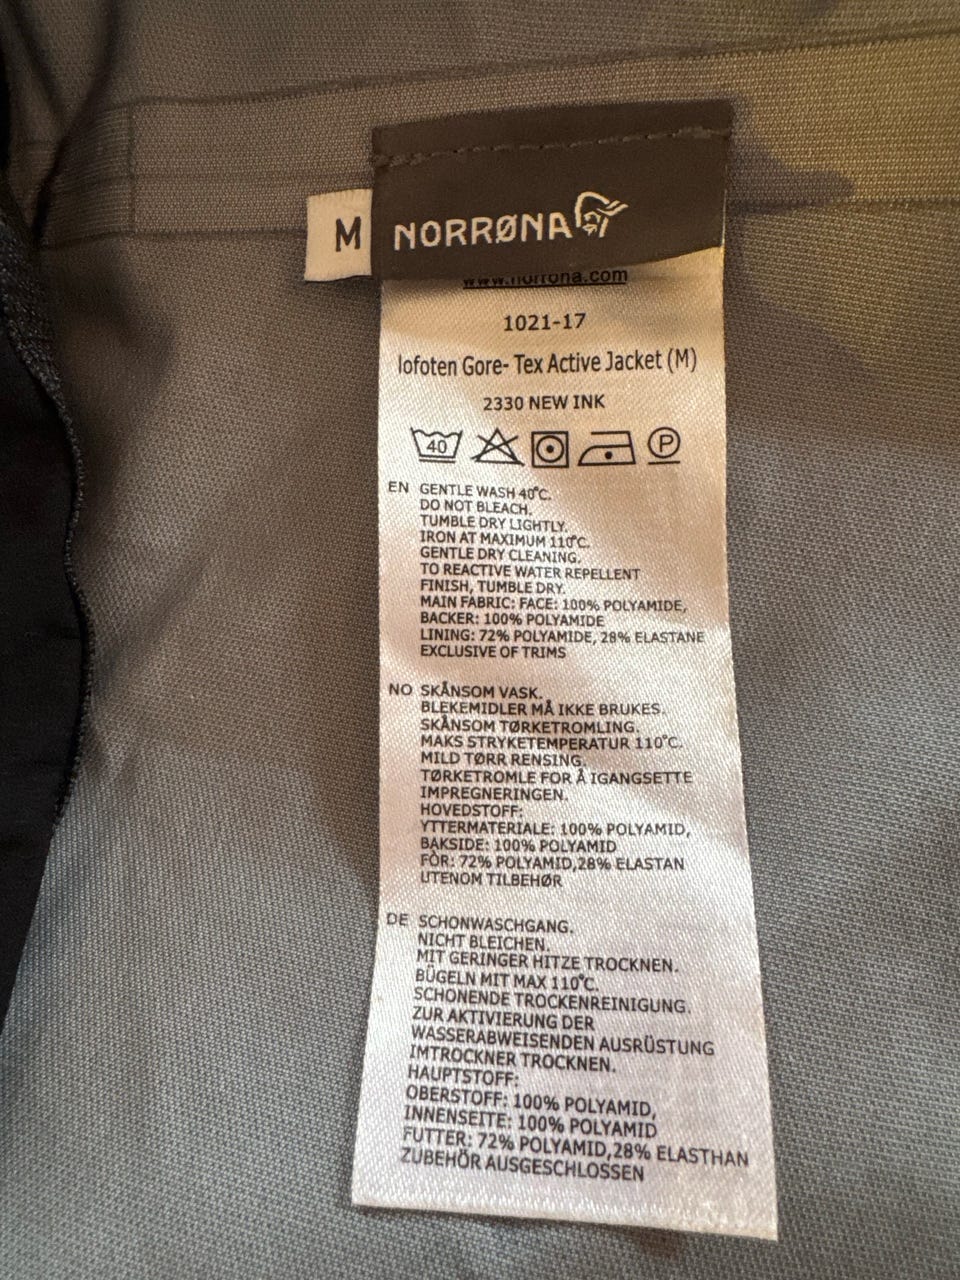 M
NORRØNA
www.norrona.com
1021-17
lofoten Gore- Tex Active Jacket (M)
2330 NEW INK
40 P
EN GENTLE WASH 40°C.
DO NOT BLEACH.
TUMBLE DRY LIGHTLY.
IRON AT MAXIMUM 110°C.
GENTLE DRY CLEANING.
TO REACTIVE WATER REPELLENT
FINISH, TUMBLE DRY.
MAIN FABRIC: FACE: 100% POLYAMIDE,
BACKER: 100% POLYAMIDE
LINING: 72% POLYAMIDE, 28% ELASTANE
EXCLUSIVE OF TRIMS
NO SKÅNSOM VASK.
BLEKEMIDLER MÅ IKKE BRUKES.
SKÅNSOM TØRKETROMLING.
MAKS STRYKETEMPERATUR 110°C.
MILD TØRR RENSING.
TØRKETROMLE FOR Å IGANGSETTE
IMPREGNERINGEN.
HOVEDSTOFF:
YTTERMATERIALE: 100% POLYAMID,
BAKSIDE: 100% POLYAMID
FÒR: 72% POLYAMID,28% ELASTAN
UTENOM TILBEHØR
DE SCHONWASCHGANG.
NICHT BLEICHEN.
MIT GERINGER HITZE TROCKNEN.
BÜGELN MIT MAX 110°C.
SCHONENDE TROCKENREINIGUNG.
ZUR AKTIVIERUNG DER
WASSERABWEISENDEN AUSRÜSTUNG
IMTROCKNER TROCKNEN.
HAUPTSTOFF:
OBERSTOFF: 100% POLYAMID,
INNENSEITE: 100% POLYAMID
FUTTER: 72% POLYAMID,28% ELASTHAN
ZUBEHÖR AUSGESCHLOSSEN